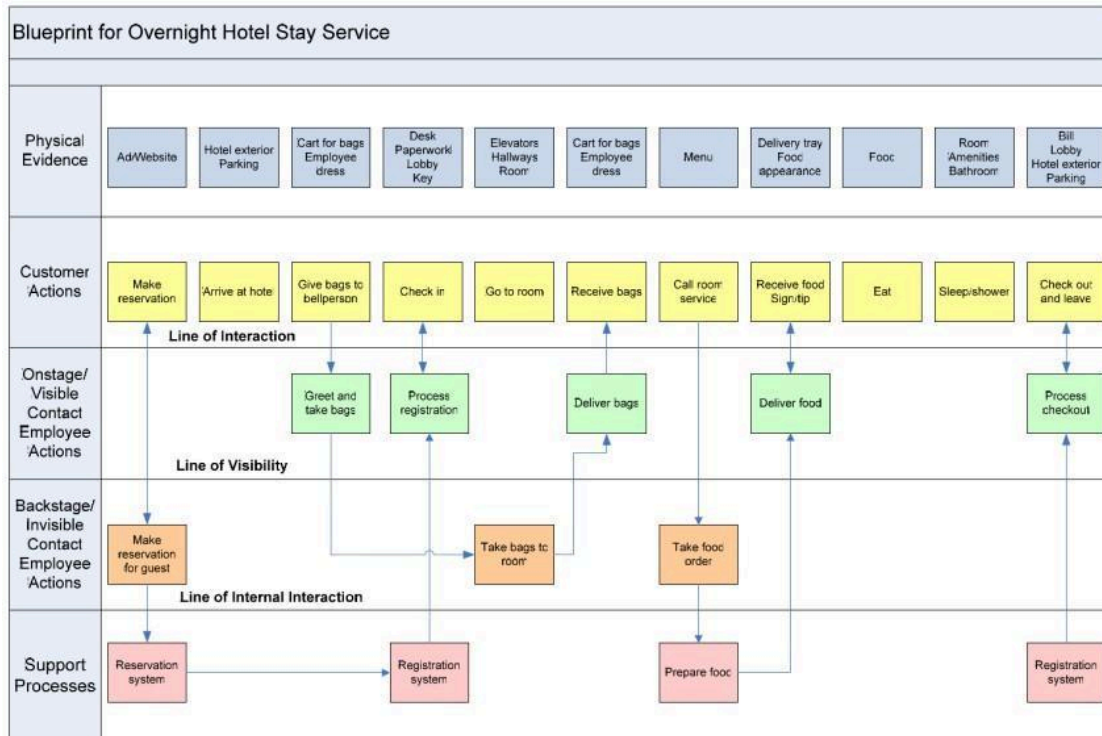 Blueprint for Overnight Hotel Stay Service
Physical
Evidence
Ad/Website
Hotel exterior
Parking
Cart for bags
Employee
dress
Desk
Paperwork
Lobby
Key
Elevators
Hallways
Room
Cart for bags
Employee
dress
Menu
Delivery tray
Food
appearance
Food
Room
Amenities
Bathroom
Bill
Lobby
Hotel exterior
Parking
Customer
Actions
Make
reservation
Arrive at hotel
Give bags to
bellperson
Check in
Go to room
Receive bags
Call room
service
Receive food
Sign/tip
Eat
Sleep/shower
Check out
and leave
Line of Interaction
Onstage/
Visible
Contact
Employee
Actions
Greet and
take bags
Process
registration
Deliver bags
Deliver food
Process
checkout
Line of Visibility
Backstage/
Invisible
Contact
Employee
Actions
Make
reservation
for guest
Take bags to
room
Take food
order
Line of Internal Interaction
Support
Processes
Reservation
system
Registration
system
Prepare food
Registration
system